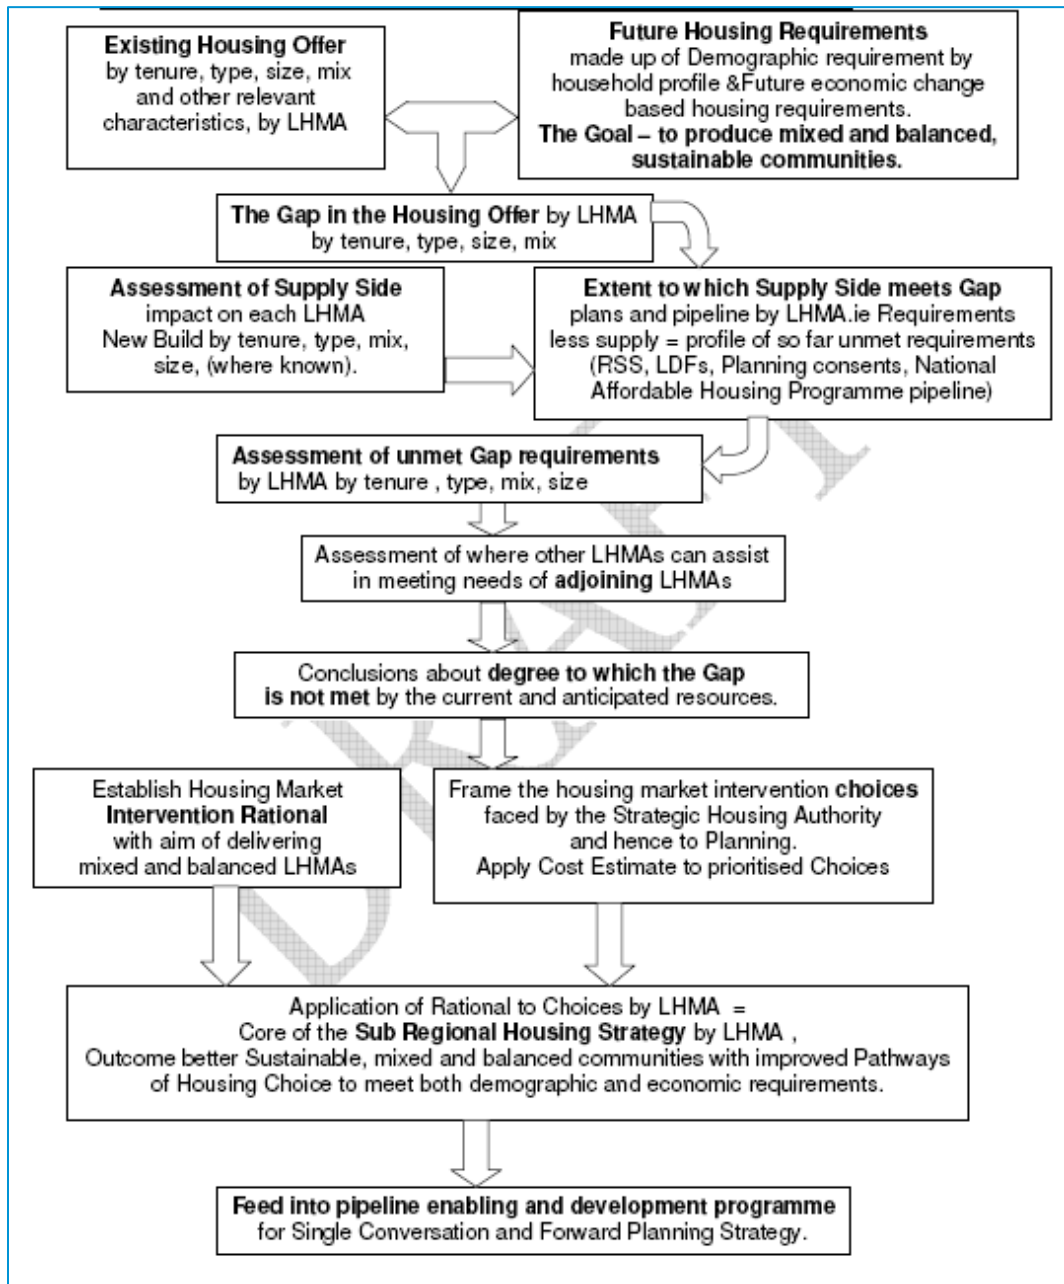 Existing Housing Offer
by tenure, type, size, mix
and other relevant
characteristics, by LHMA
Future Housing Requirements
made up of Demographic requirement by
household profile &Future economic change
based housing requirements.
The Goal – to produce mixed and balanced,
sustainable communities.
The Gap in the Housing Offer by LHMA
by tenure, type, size, mix
Assessment of Supply Side
impact on each LHMA
New Build by tenure, type, mix,
size, (where known).
Extent to which Supply Side meets Gap
plans and pipeline by LHMA.ie Requirements
less supply = profile of so far unmet requirements
(RSS, LDFs, Planning consents, National
Affordable Housing Programme pipeline)
Assessment of unmet Gap requirements
by LHMA by tenure , type, mix, size
Assessment of where other LHMAs can assist
in meeting needs of adjoining LHMAs
Conclusions about degree to which the Gap
is not met by the current and anticipated resources.
Establish Housing Market
Intervention Rational
with aim of delivering
mixed and balanced LHMAs
Frame the housing market intervention choices
faced by the Strategic Housing Authority
and hence to Planning.
Apply Cost Estimate to prioritised Choices
Application of Rational to Choices by LHMA =
Core of the Sub Regional Housing Strategy by LHMA ,
Outcome better Sustainable, mixed and balanced communities with improved Pathways
of Housing Choice to meet both demographic and economic requirements.
Feed into pipeline enabling and development programme
for Single Conversation and Forward Planning Strategy.
DRAFT